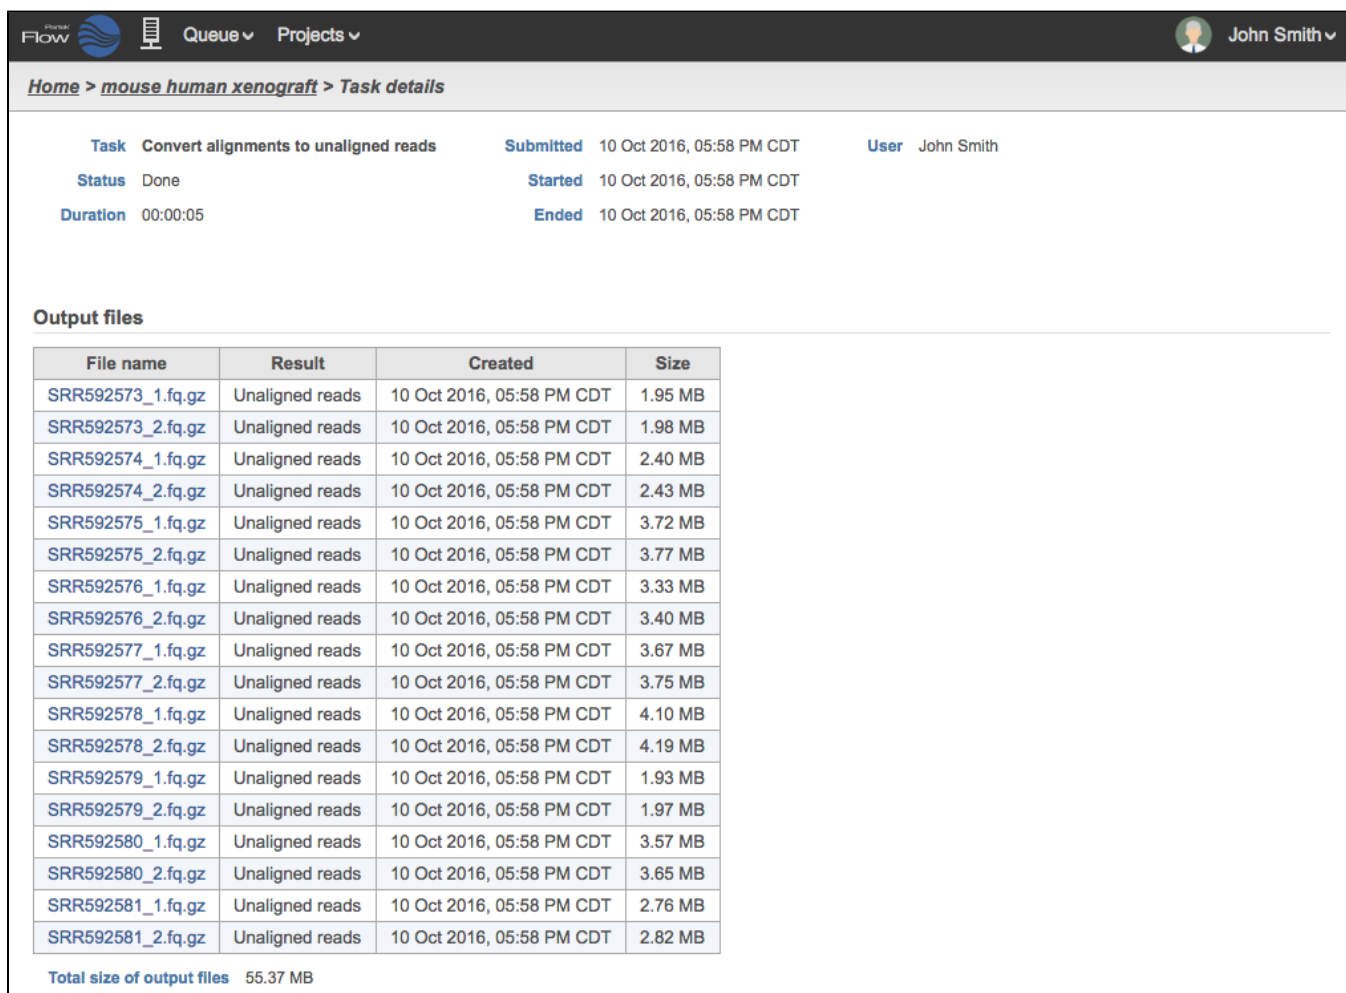 Partek
Flow Queue Projects John Smith
Home > mouse human xenograft > Task details
Task Convert alignments to unaligned reads Submitted 10 Oct 2016, 05:58 PM CDT User John Smith
Status Done Started 10 Oct 2016, 05:58 PM CDT
Duration 00:00:05 Ended 10 Oct 2016, 05:58 PM CDT
Output files
File name Result Created Size
SRR592573_1.fq.gz Unaligned reads 10 Oct 2016, 05:58 PM CDT 1.95 MB
SRR592573_2.fq.gz Unaligned reads 10 Oct 2016, 05:58 PM CDT 1.98 MB
SRR592574_1.fq.gz Unaligned reads 10 Oct 2016, 05:58 PM CDT 2.40 MB
SRR592574_2.fq.gz Unaligned reads 10 Oct 2016, 05:58 PM CDT 2.43 MB
SRR592575_1.fq.gz Unaligned reads 10 Oct 2016, 05:58 PM CDT 3.72 MB
SRR592575_2.fq.gz Unaligned reads 10 Oct 2016, 05:58 PM CDT 3.77 MB
SRR592576_1.fq.gz Unaligned reads 10 Oct 2016, 05:58 PM CDT 3.33 MB
SRR592576_2.fq.gz Unaligned reads 10 Oct 2016, 05:58 PM CDT 3.40 MB
SRR592577_1.fq.gz Unaligned reads 10 Oct 2016, 05:58 PM CDT 3.67 MB
SRR592577_2.fq.gz Unaligned reads 10 Oct 2016, 05:58 PM CDT 3.75 MB
SRR592578_1.fq.gz Unaligned reads 10 Oct 2016, 05:58 PM CDT 4.10 MB
SRR592578_2.fq.gz Unaligned reads 10 Oct 2016, 05:58 PM CDT 4.19 MB
SRR592579_1.fq.gz Unaligned reads 10 Oct 2016, 05:58 PM CDT 1.93 MB
SRR592579_2.fq.gz Unaligned reads 10 Oct 2016, 05:58 PM CDT 1.97 MB
SRR592580_1.fq.gz Unaligned reads 10 Oct 2016, 05:58 PM CDT 3.57 MB
SRR592580_2.fq.gz Unaligned reads 10 Oct 2016, 05:58 PM CDT 3.65 MB
SRR592581_1.fq.gz Unaligned reads 10 Oct 2016, 05:58 PM CDT 2.76 MB
SRR592581_2.fq.gz Unaligned reads 10 Oct 2016, 05:58 PM CDT 2.82 MB
Total size of output files 55.37 MB